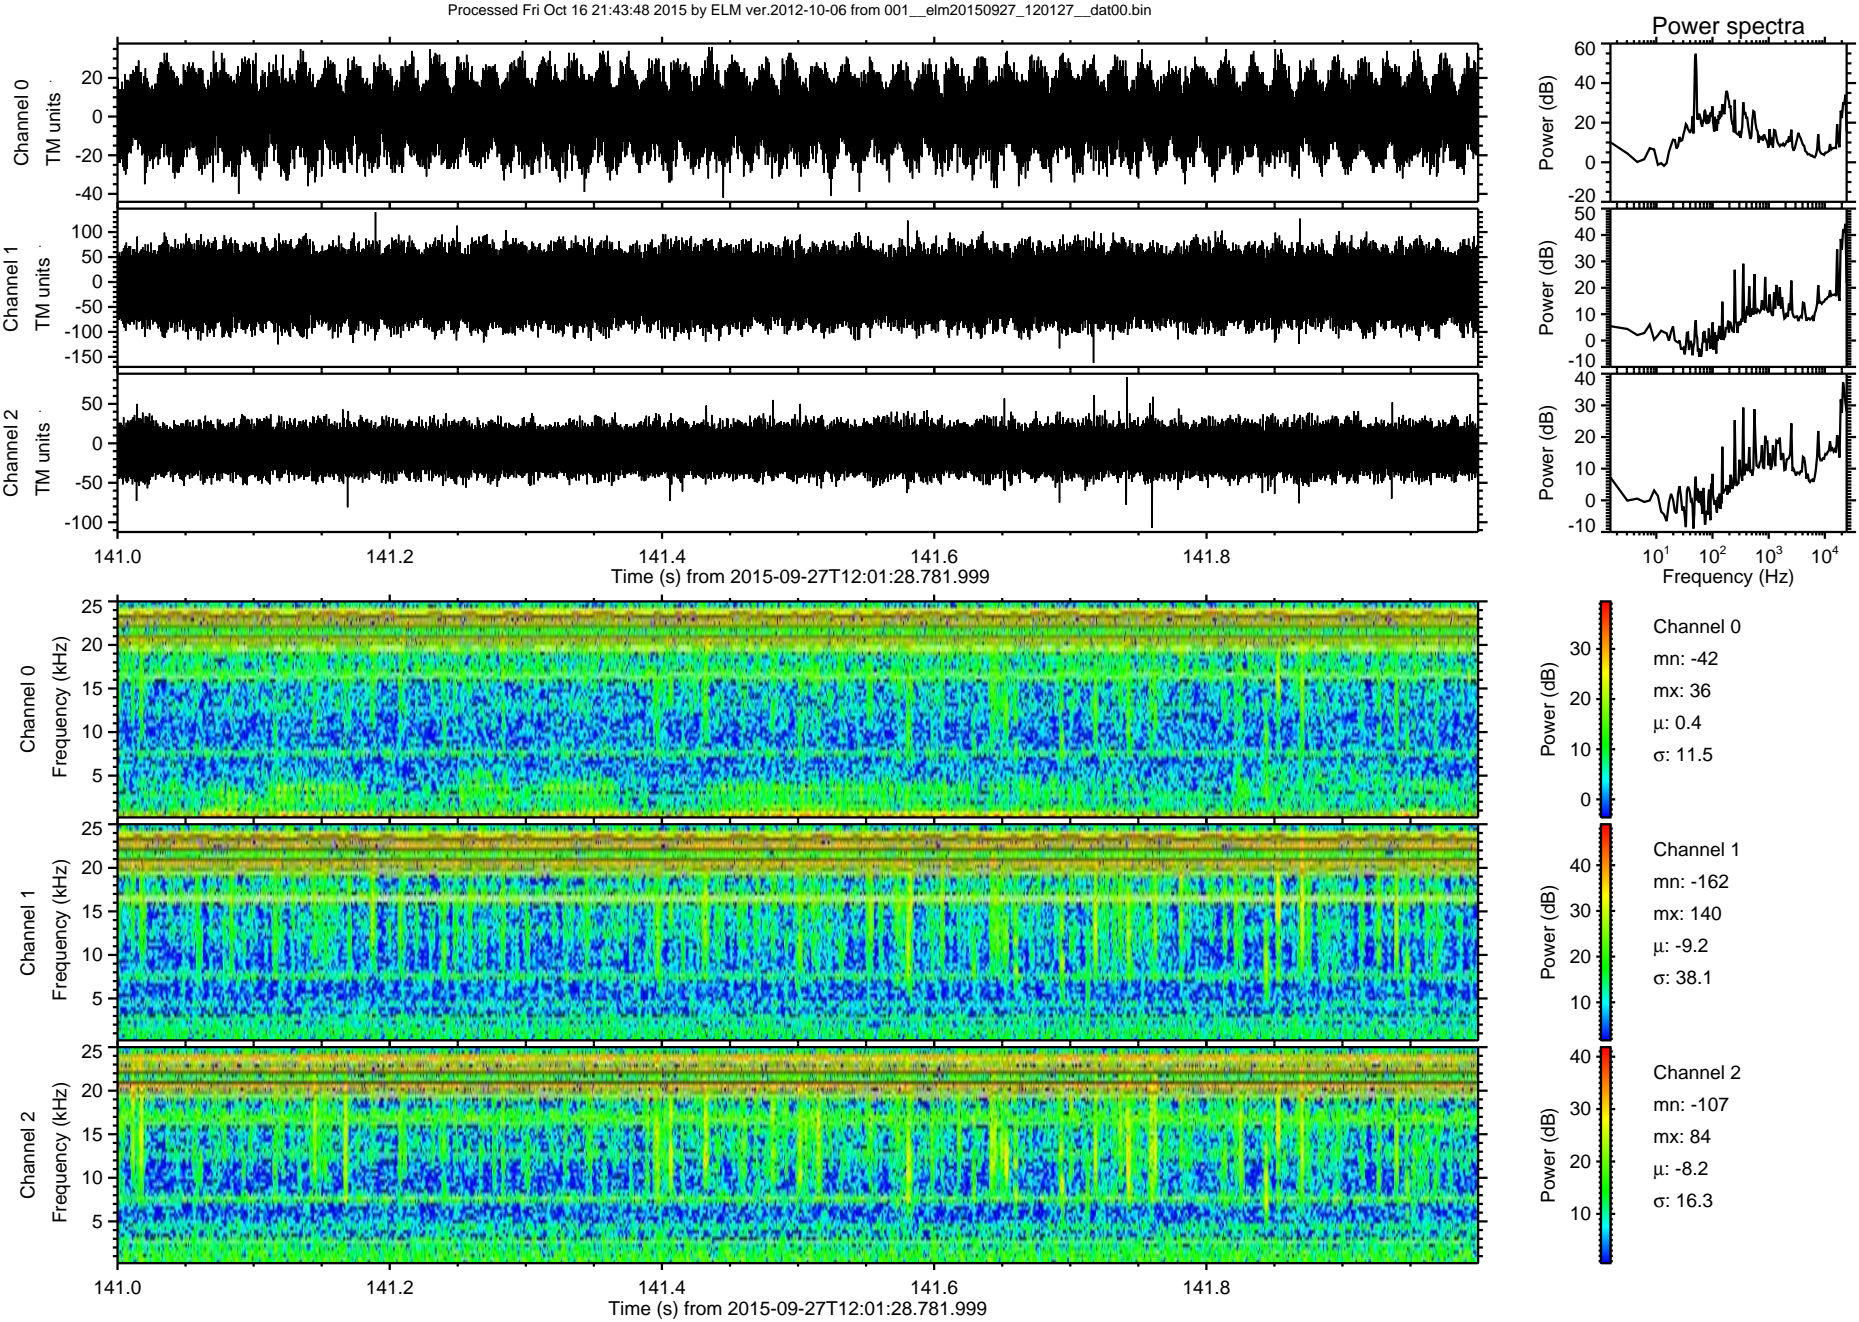 Processed Fri Oct 16 21:43:48 2015 by ELM ver.2012-10-06 from 001__elm20150927_120127__dat00.bin
Power spectra
Channel 0
TM units
20
0
-20
-40
Power (dB)
60
40
20
0
-20
Channel 1
TM units
100
50
0
-50
-100
-150
Power (dB)
50
40
30
20
10
0
-10
Channel 2
TM units
50
0
-50
-100
Power (dB)
40
30
20
10
0
-10
141.0 141.2 141.4 141.6 141.8
Time (s) from 2015-09-27T12:01:28.781.999
10¹ 10² 10³ 10⁴
Frequency (Hz)
Channel 0
Frequency (kHz)
25
20
15
10
5
Power (dB)
30
20
10
0
Channel 0
mn: -42
mx: 36
μ: 0.4
σ: 11.5
Channel 1
Frequency (kHz)
25
20
15
10
5
Power (dB)
40
30
20
10
Channel 1
mn: -162
mx: 140
μ: -9.2
σ: 38.1
Channel 2
Frequency (kHz)
25
20
15
10
5
Power (dB)
40
30
20
10
Channel 2
mn: -107
mx: 84
μ: -8.2
σ: 16.3
141.0 141.2 141.4 141.6 141.8
Time (s) from 2015-09-27T12:01:28.781.999